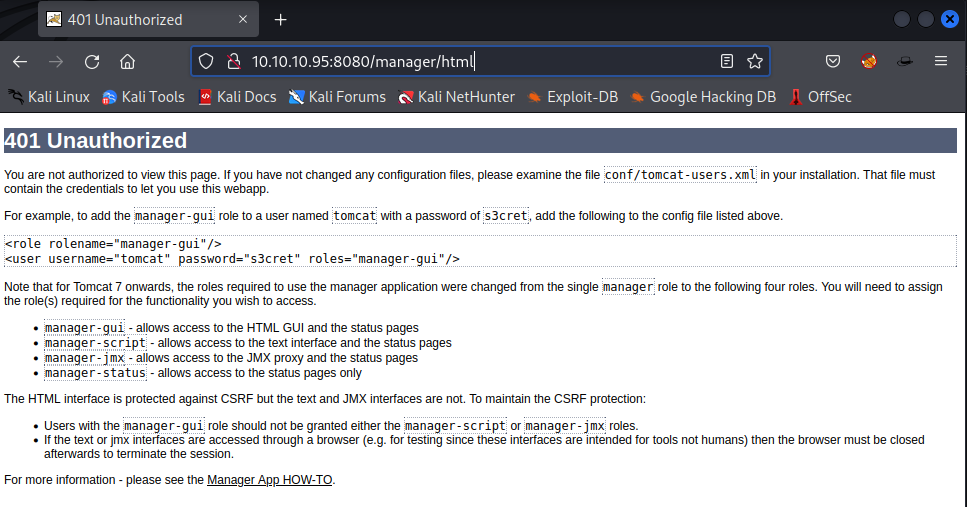 401 Unauthorized
10.10.10.95:8080/manager/html
Kali Linux Kali Tools Kali Docs Kali Forums Kali NetHunter Exploit-DB Google Hacking DB OffSec
401 Unauthorized
You are not authorized to view this page. If you have not changed any configuration files, please examine the file conf/tomcat-users.xml in your installation. That file must
contain the credentials to let you use this webapp.
For example, to add the manager-gui role to a user named tomcat with a password of s3cret, add the following to the config file listed above.
<role rolename="manager-gui"/>
<user username="tomcat" password="s3cret" roles="manager-gui"/>
Note that for Tomcat 7 onwards, the roles required to use the manager application were changed from the single manager role to the following four roles. You will need to assign
the role(s) required for the functionality you wish to access.
• manager-gui - allows access to the HTML GUI and the status pages
• manager-script - allows access to the text interface and the status pages
• manager-jmx - allows access to the JMX proxy and the status pages
• manager-status - allows access to the status pages only
The HTML interface is protected against CSRF but the text and JMX interfaces are not. To maintain the CSRF protection:
• Users with the manager-gui role should not be granted either the manager-script or manager-jmx roles.
• If the text or jmx interfaces are accessed through a browser (e.g. for testing since these interfaces are intended for tools not humans) then the browser must be closed
afterwards to terminate the session.
For more information - please see the Manager App HOW-TO.